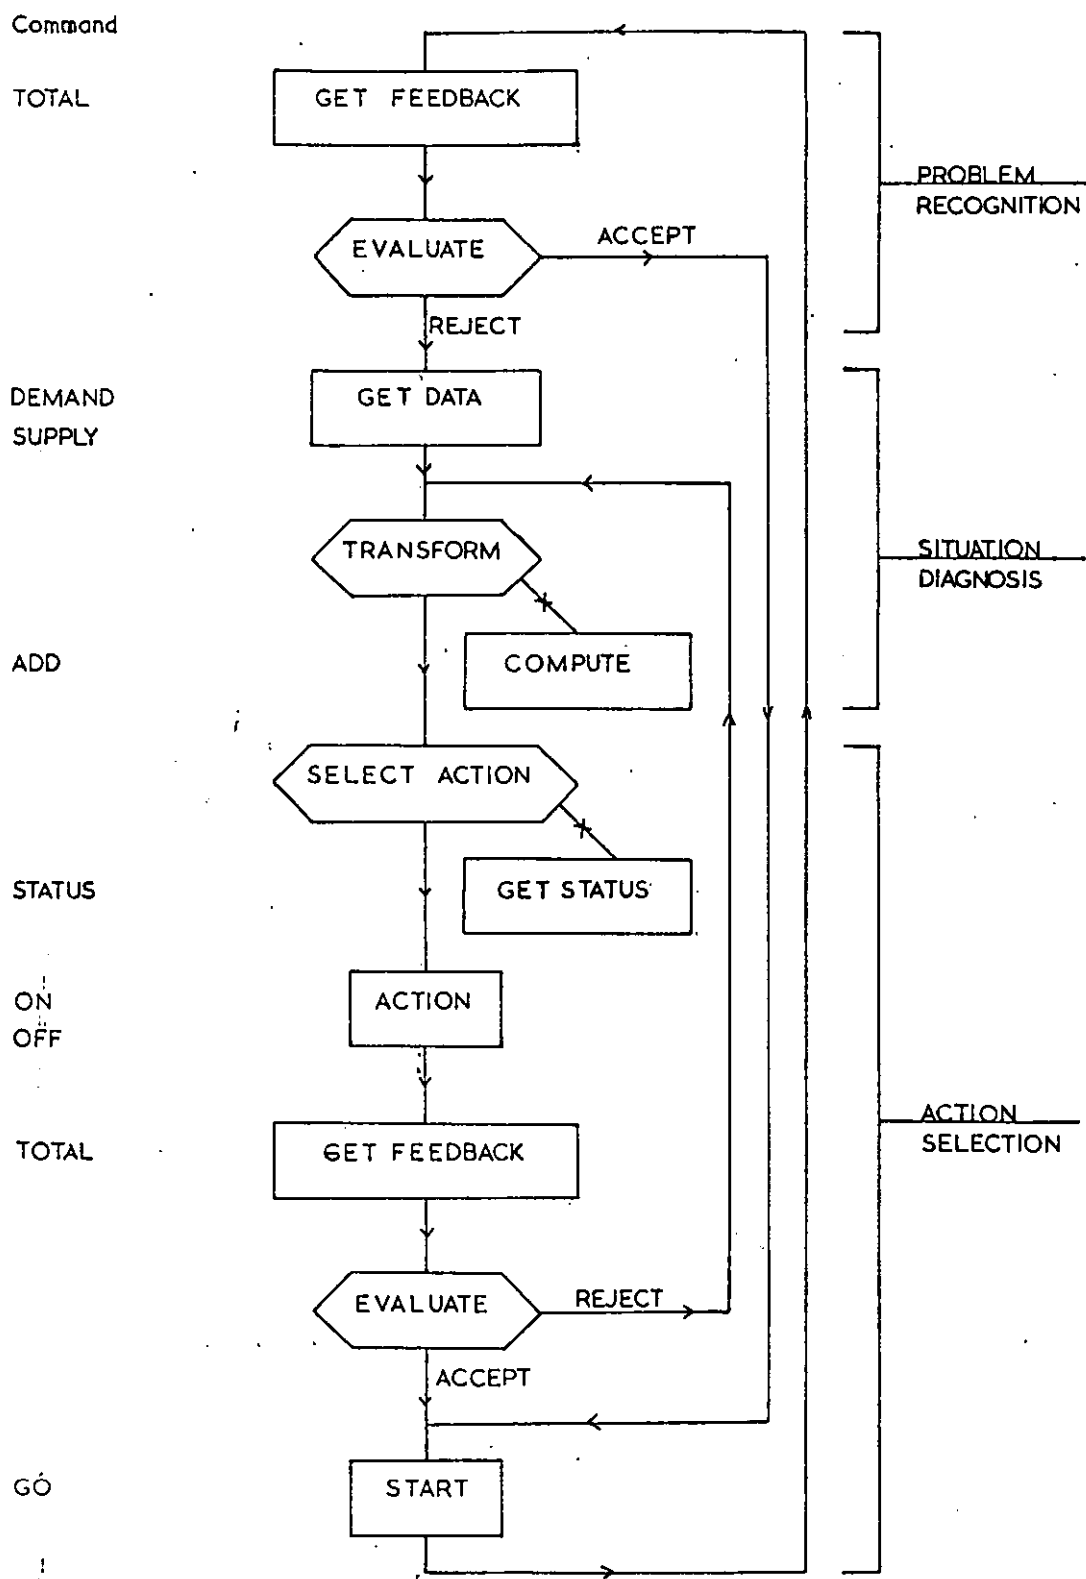 Command
TOTAL
GET FEEDBACK
PROBLEM
RECOGNITION
EVALUATE
ACCEPT
REJECT
DEMAND
SUPPLY
GET DATA
TRANSFORM
SITUATION
DIAGNOSIS
ADD
COMPUTE
SELECT ACTION
STATUS
GET STATUS
ON
OFF
ACTION
TOTAL
GET FEEDBACK
ACTION
SELECTION
EVALUATE
REJECT
ACCEPT
GO
START